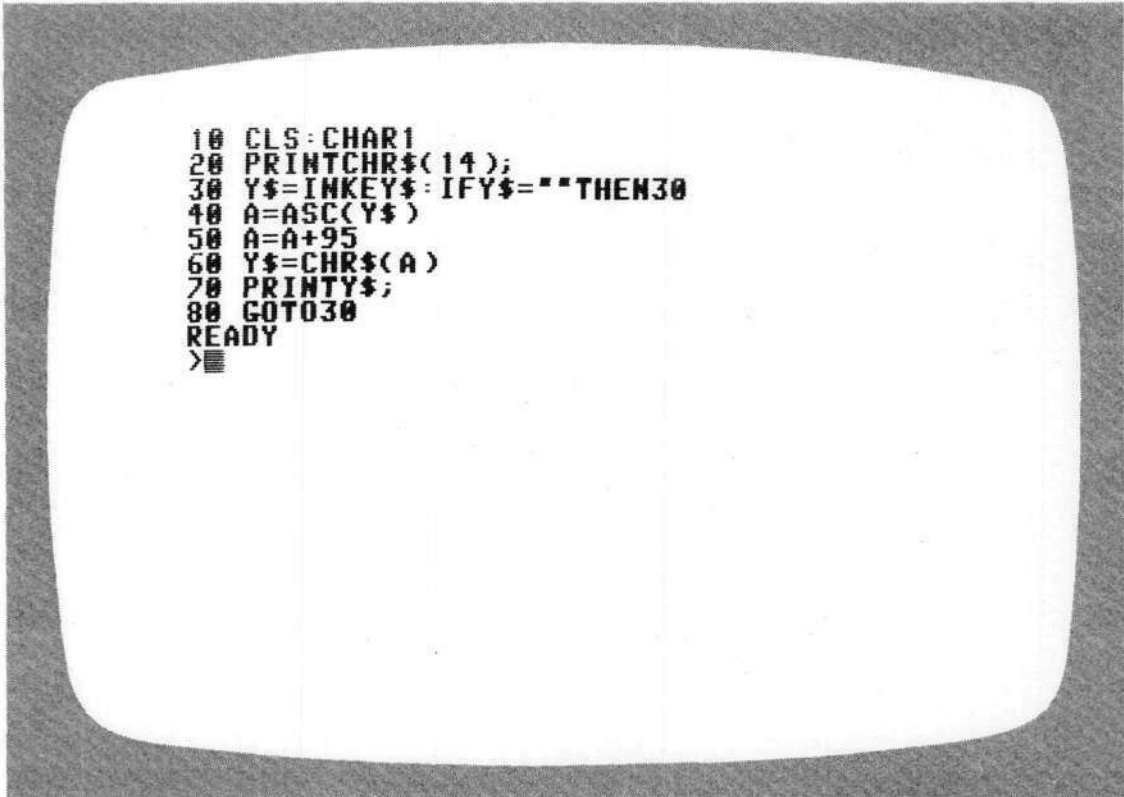 10 CLS:CHAR1
20 PRINTCHR$(14);
30 Y$=INKEY$:IFY$=""THEN30
40 A=ASC(Y$)
50 A=A+95
60 Y$=CHR$(A)
70 PRINTY$;
80 GOTO30
READY
>